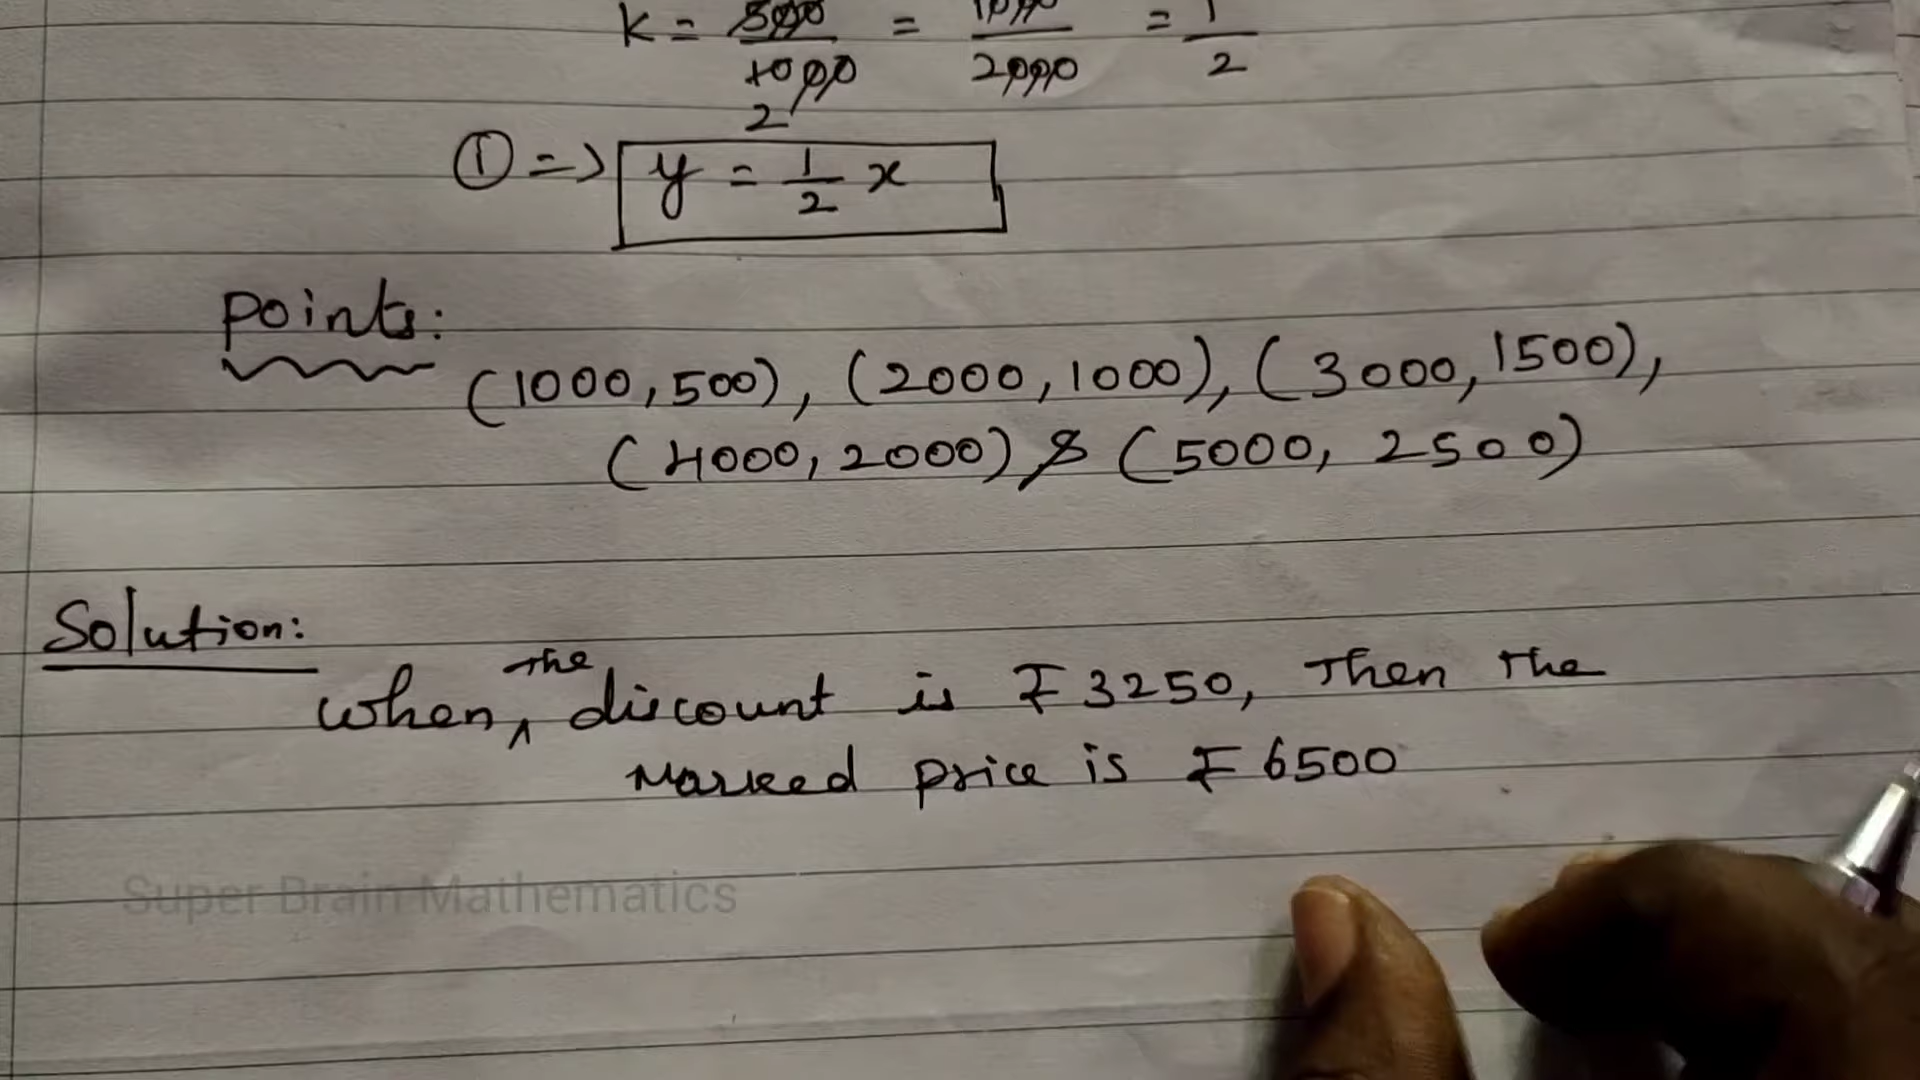 K = 500/1000 = 1000/2000 = 1/2
2
① => y = 1/2 x
Points:
(1000, 500), (2000, 1000), (3000, 1500),
(4000, 2000) & (5000, 2500)
Solution:
when, the discount is ₹ 3250, Then the
Marked price is ₹ 6500
Super Brain Mathematics